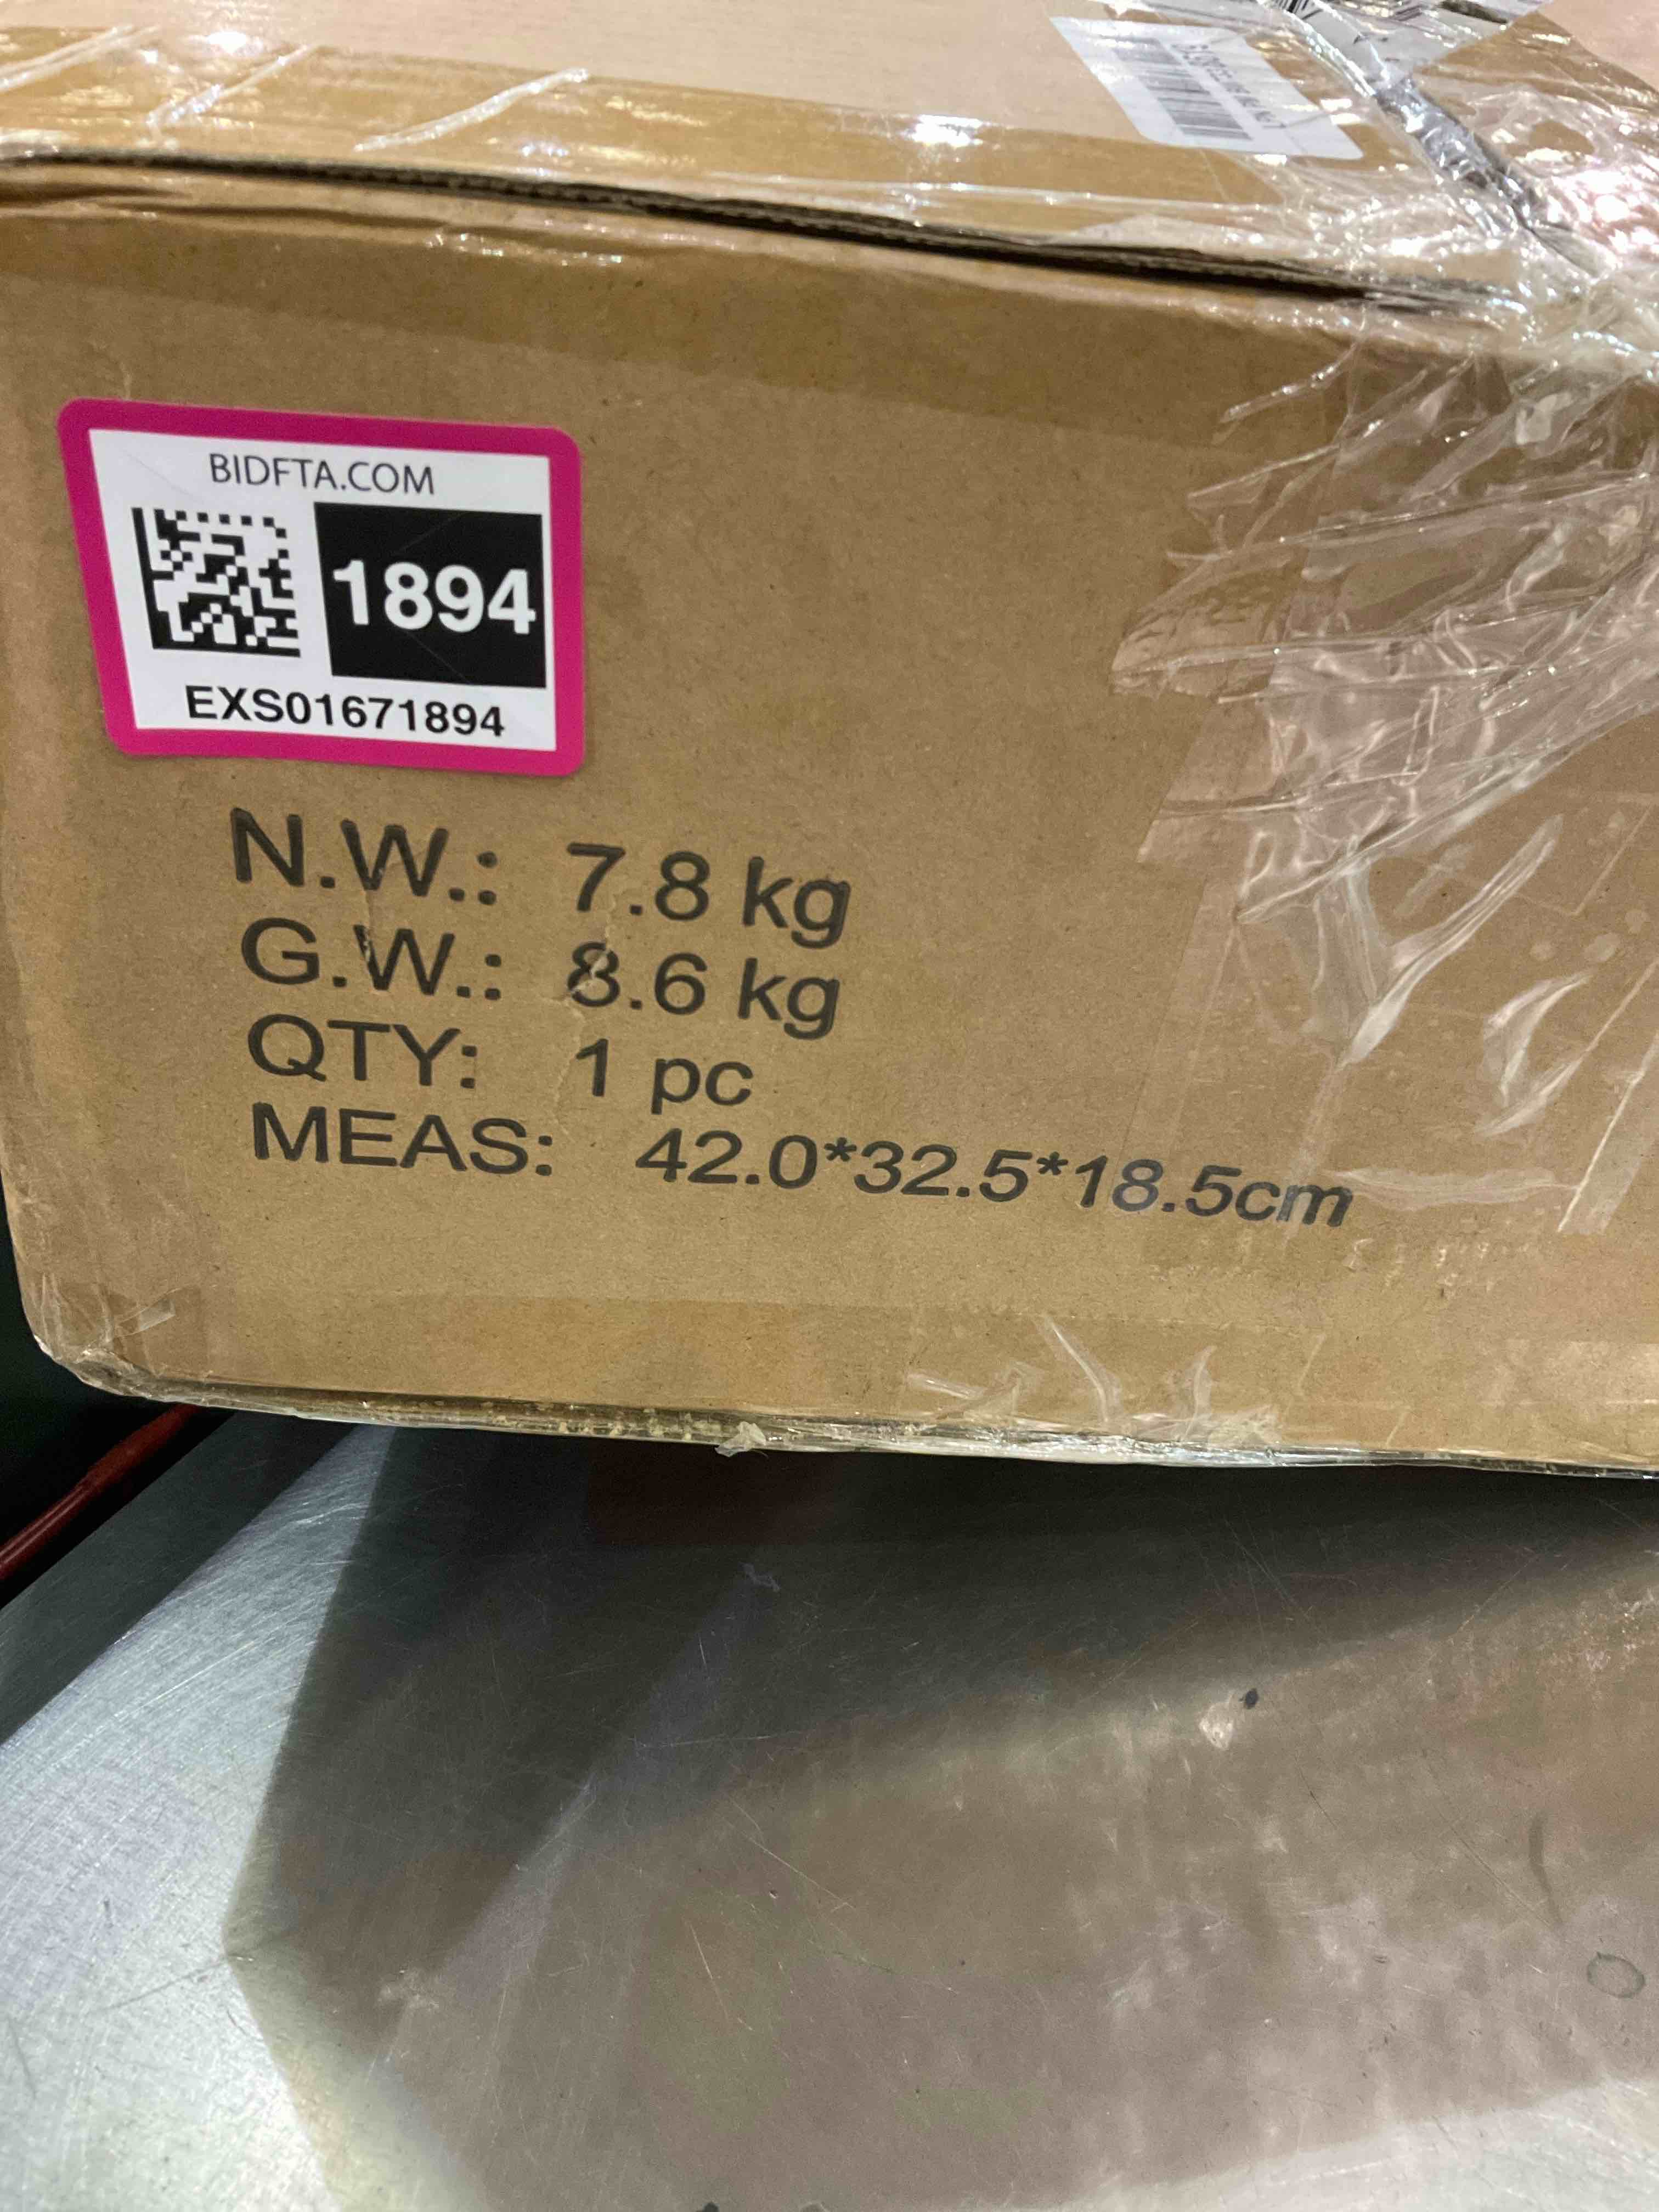 BIDFTA.COM
1894
EXS01671894
N.W.: 7.8 kg
G.W.: 8.6 kg
QTY: 1 pc
MEAS: 42.0*32.5*18.5cm